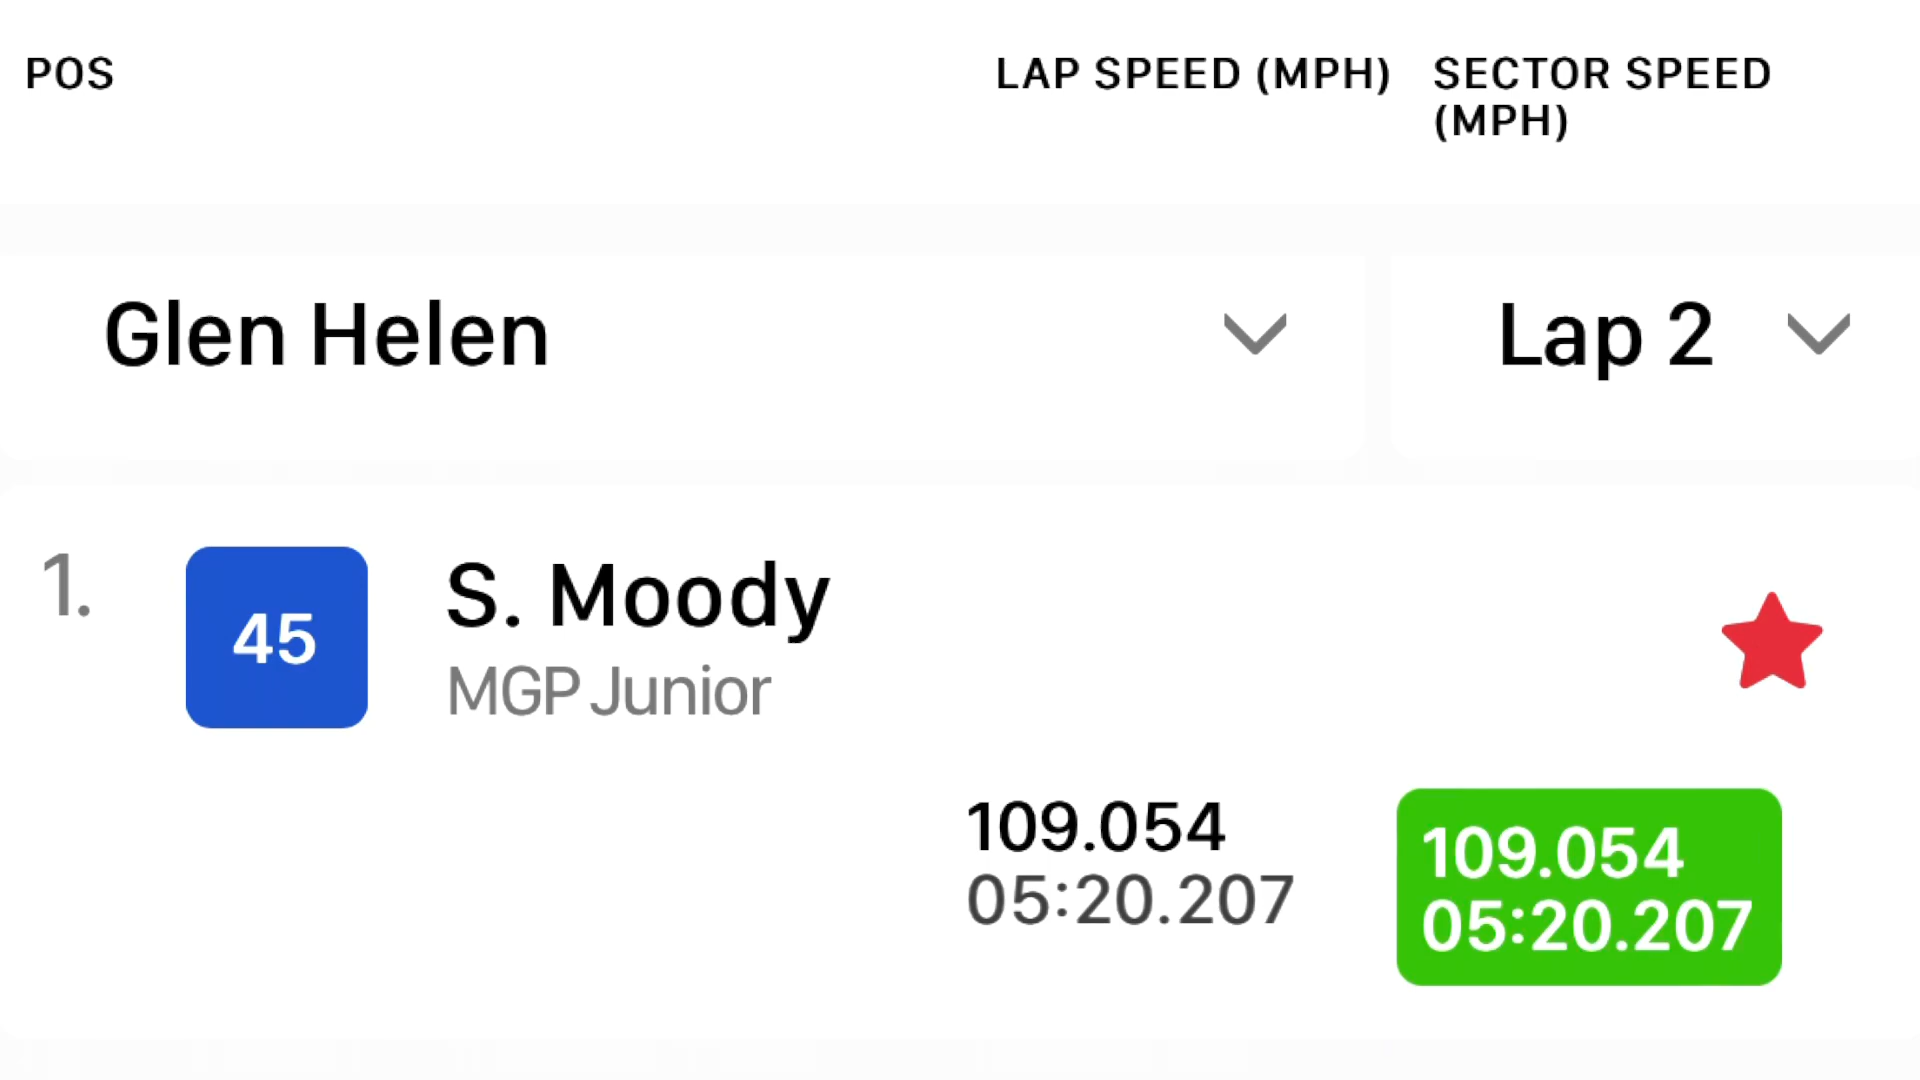 POS
LAP SPEED (MPH)
SECTOR SPEED
(MPH)
Glen Helen
Lap 2
1.
45
S. Moody
MGP Junior
109.054
05:20.207
109.054
05:20.207